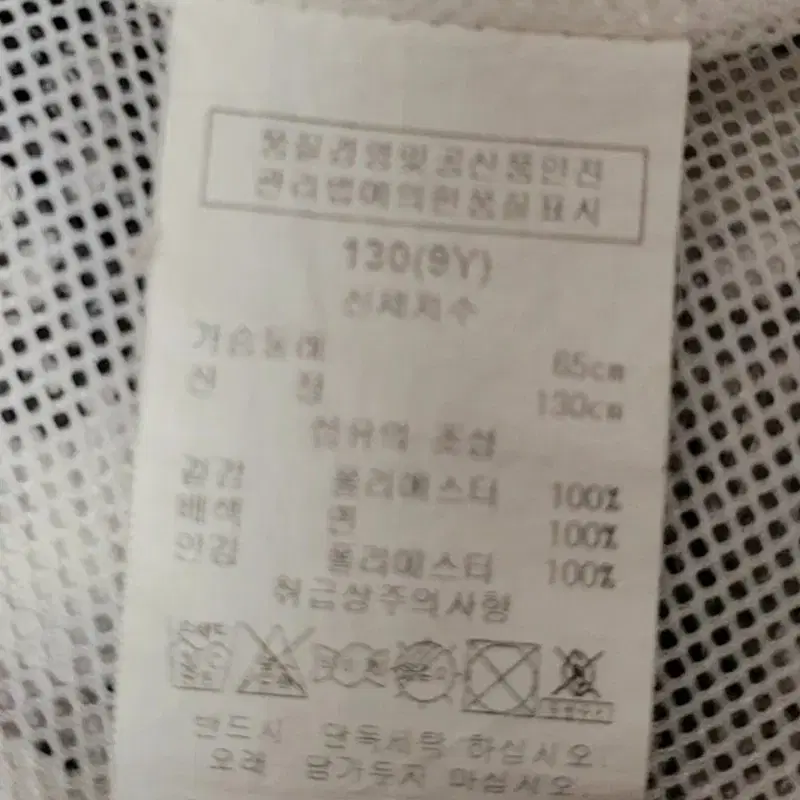 품질경영및공산품안전
관리법에의한품질표시
130(9Y)
신체치수
가슴둘레 65cm
신 장 130cm
섬유의 조성
겉감 폴리에스터 100%
배색 면 100%
안감 폴리에스터 100%
취급상주의사항
반드시 단독세탁 하십시오.
오래 담가두지 마십시오.